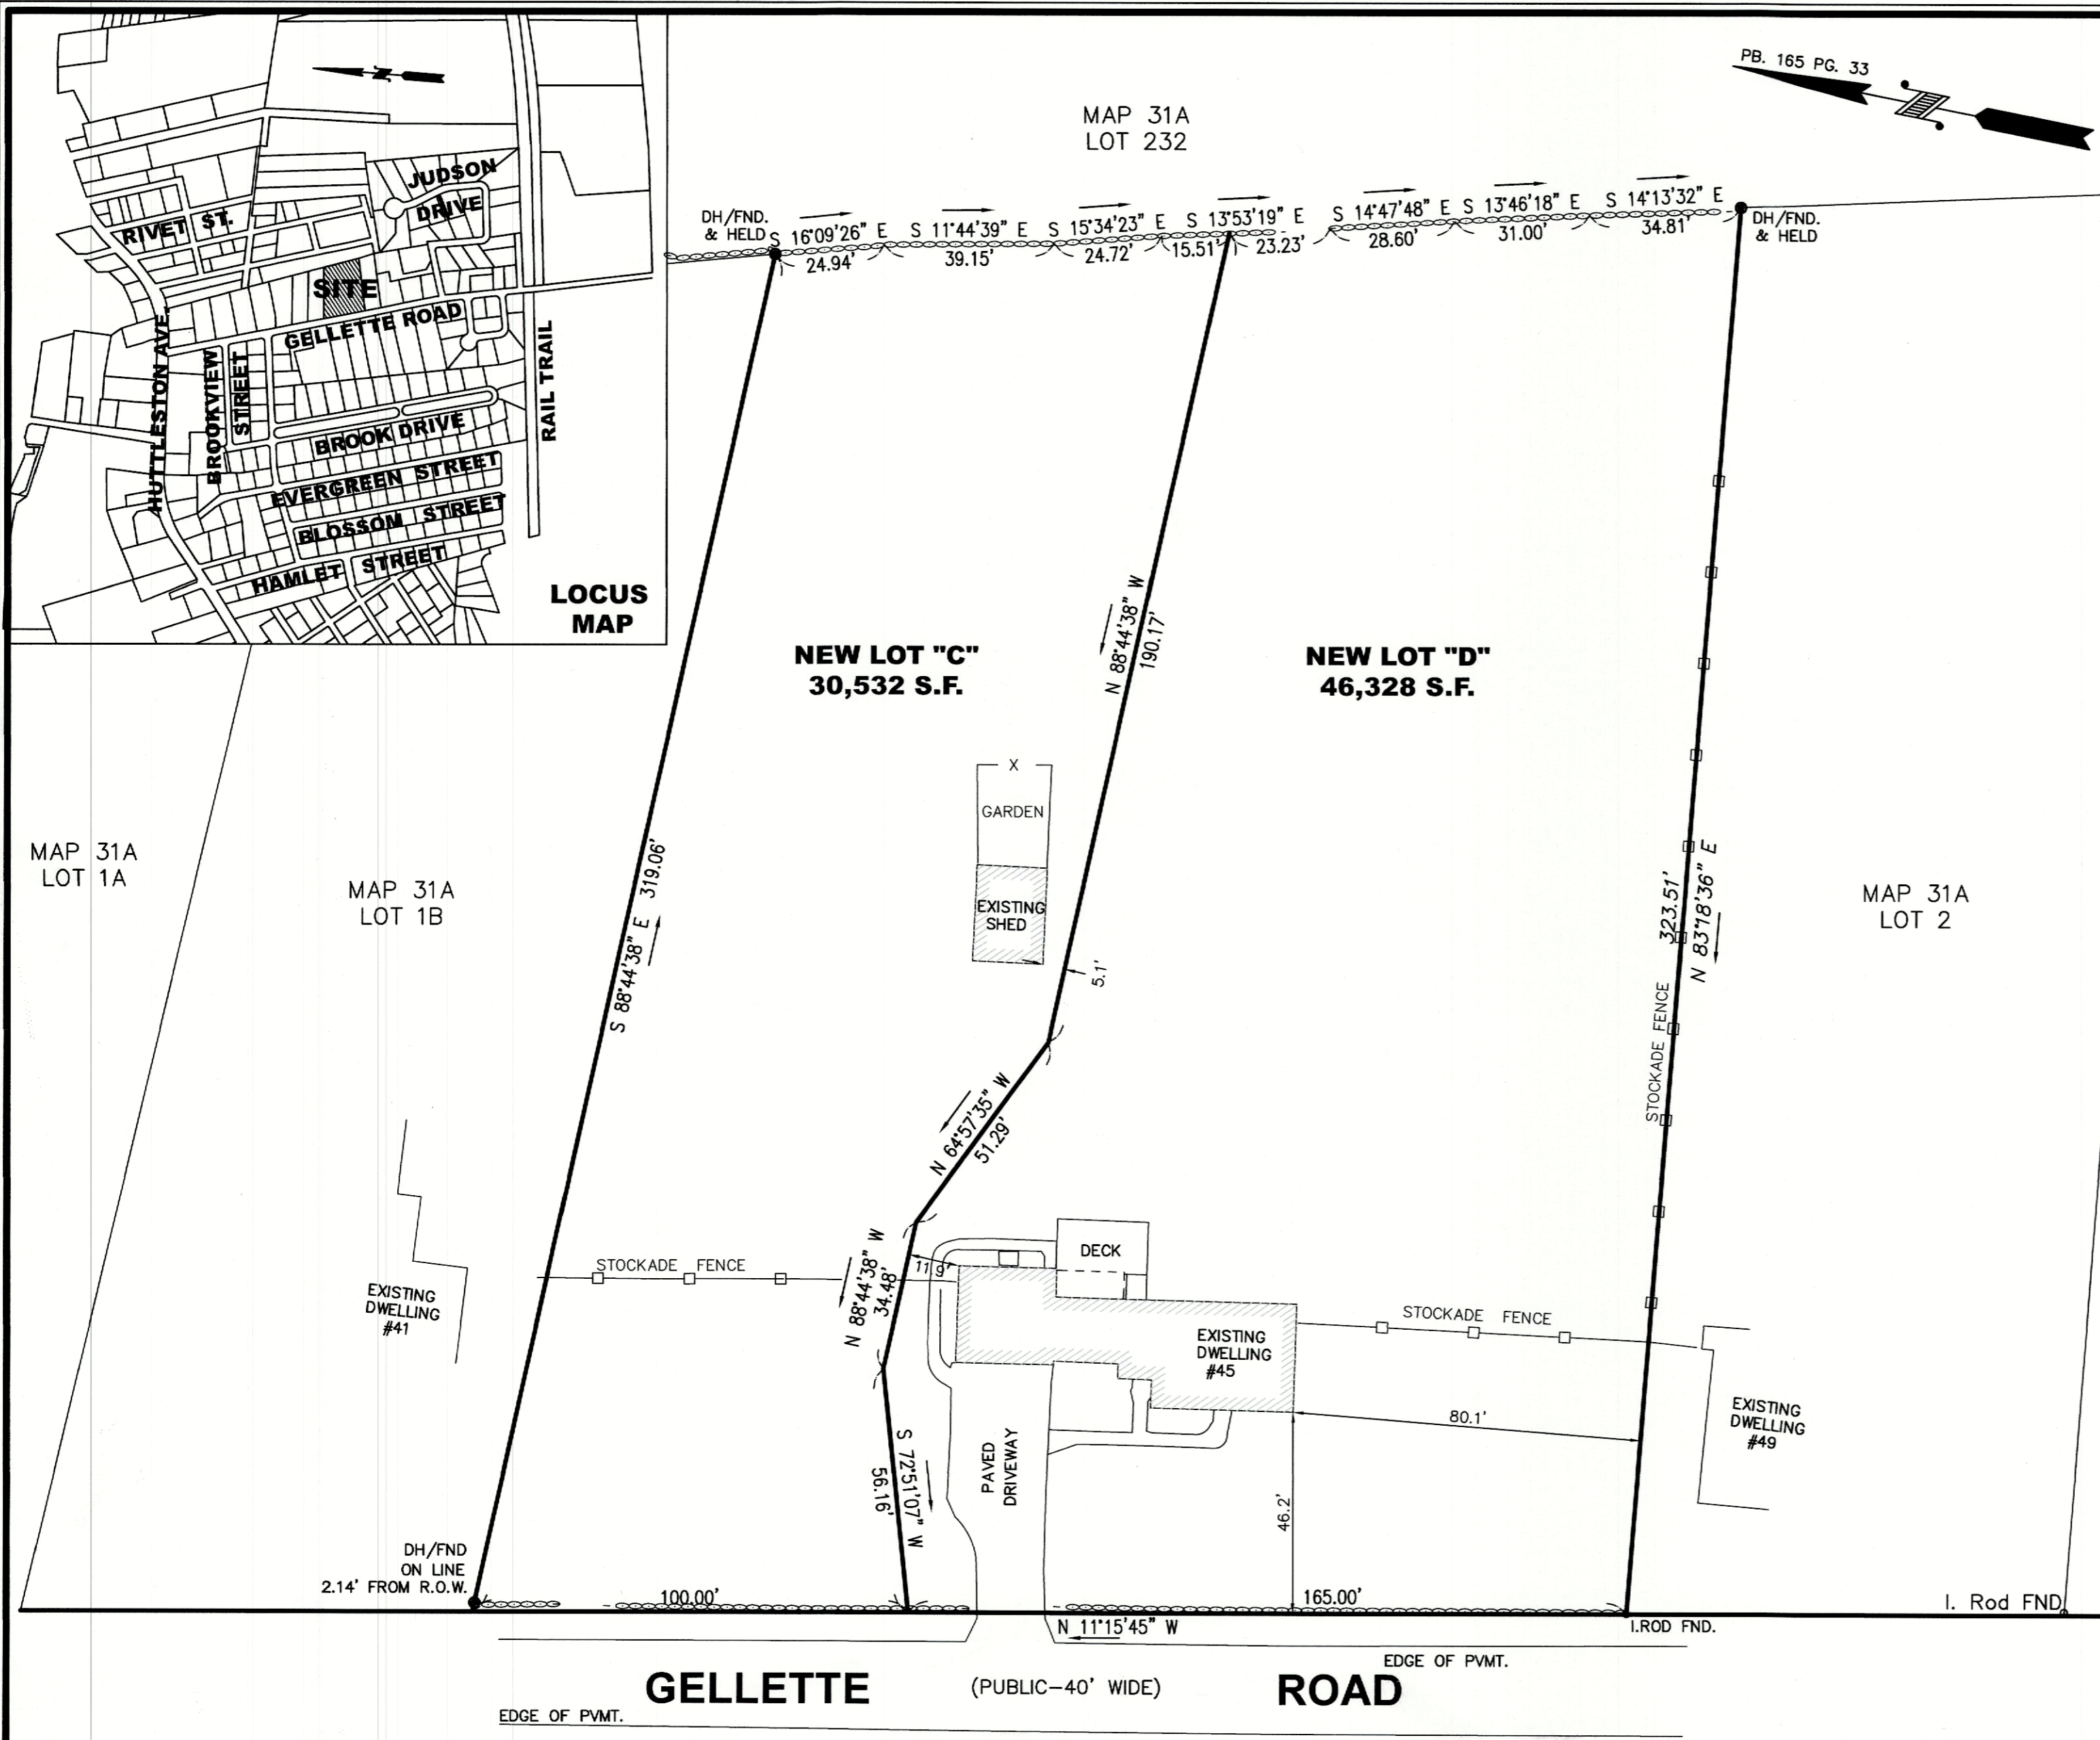 JUDSON
DRIVE
RIVET ST.
SITE
GELLETTE ROAD
HUTTLESTON AVE.
BROOKVIEW
STREET
BROOK DRIVE
EVERGREEN STREET
BLOSSOM STREET
HAMLET STREET
RAIL TRAIL
LOCUS
MAP
PB. 165 PG. 33
MAP 31A
LOT 232
DH/FND.
& HELD
S 16°09'26" E
24.94'
S 11°44'39" E
39.15'
S 15°34'23" E
24.72'
S 13°53'19" E
15.51'
23.23'
S 14°47'48" E
28.60'
S 13°46'18" E
31.00'
S 14°13'32" E
34.81'
DH/FND.
& HELD
NEW LOT "C"
30,532 S.F.
N 88°44'38" W
190.17'
NEW LOT "D"
46,328 S.F.
X
GARDEN
EXISTING
SHED
5.1'
MAP 31A
LOT 1A
MAP 31A
LOT 1B
S 88°44'38" E 319.06'
323.51'
N 83°18'36" E
STOCKADE FENCE
MAP 31A
LOT 2
N 64°57'35" W
51.29'
N 88°44'38" W
34.48'
11.9'
DECK
STOCKADE FENCE
EXISTING
DWELLING
#41
EXISTING
DWELLING
#45
STOCKADE FENCE
80.1'
EXISTING
DWELLING
#49
S 72°51'07" W
56.16'
PAVED
DRIVEWAY
46.2'
DH/FND
ON LINE
2.14' FROM R.O.W.
100.00'
165.00'
N 11°15'45" W
I.ROD FND.
I. Rod FND
EDGE OF PVMT.
GELLETTE (PUBLIC-40' WIDE) ROAD
EDGE OF PVMT.